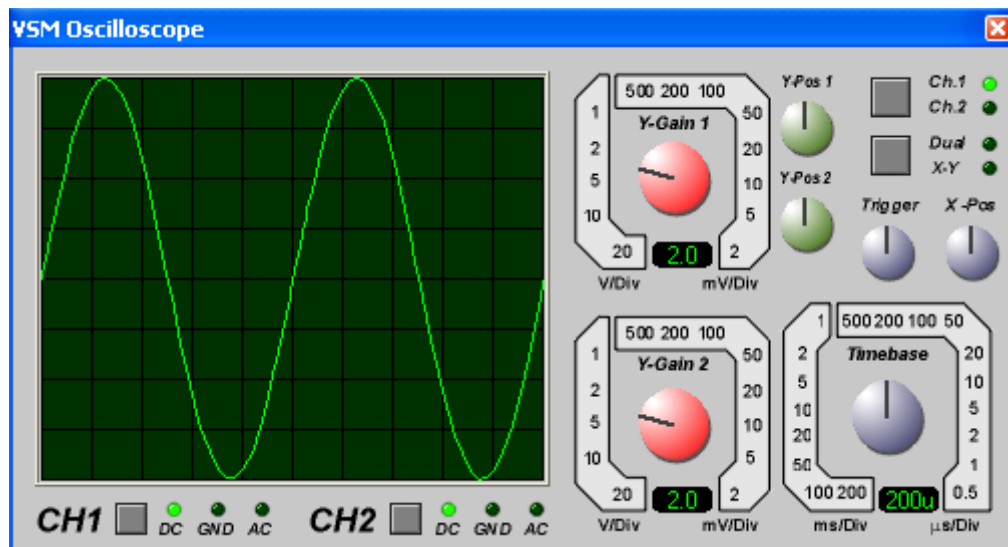 VSM Oscilloscope
500 200 100
1
2
5
10
20
50
20
10
5
2
Y-Gain 1
2.0
V/Div
mV/Div
Y-Pos 1
Y-Pos 2
Ch.1
Ch.2
Dual
X-Y
Trigger
X -Pos
500 200 100
1
2
5
10
20
50
20
10
5
2
Y-Gain 2
2.0
V/Div
mV/Div
1
500 200 100 50
2
5
10
20
50
100 200
20
10
5
2
1
0.5
Timebase
200u
ms/Div
µs/Div
CH1
DC
GND
AC
CH2
DC
GND
AC